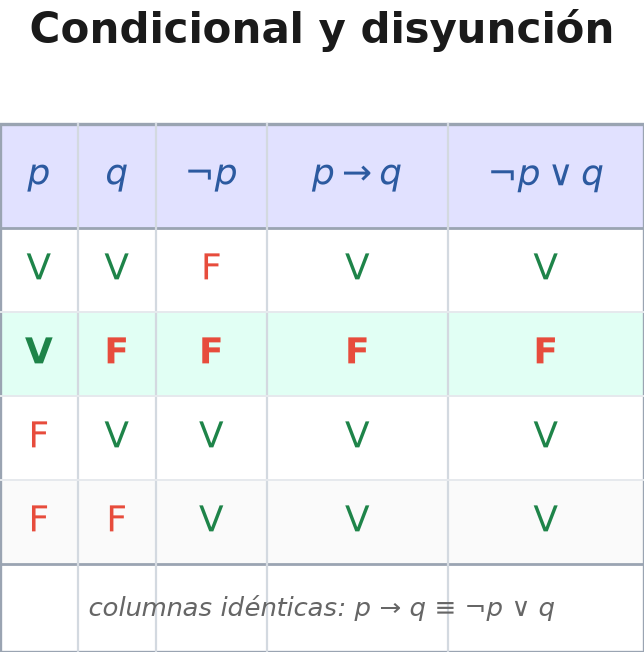 Condicional y disyunción
p q ¬p p → q ¬p ∨ q
V V F V V
V F F F F
F V V V V
F F V V V
columnas idénticas: p → q ≡ ¬p ∨ q